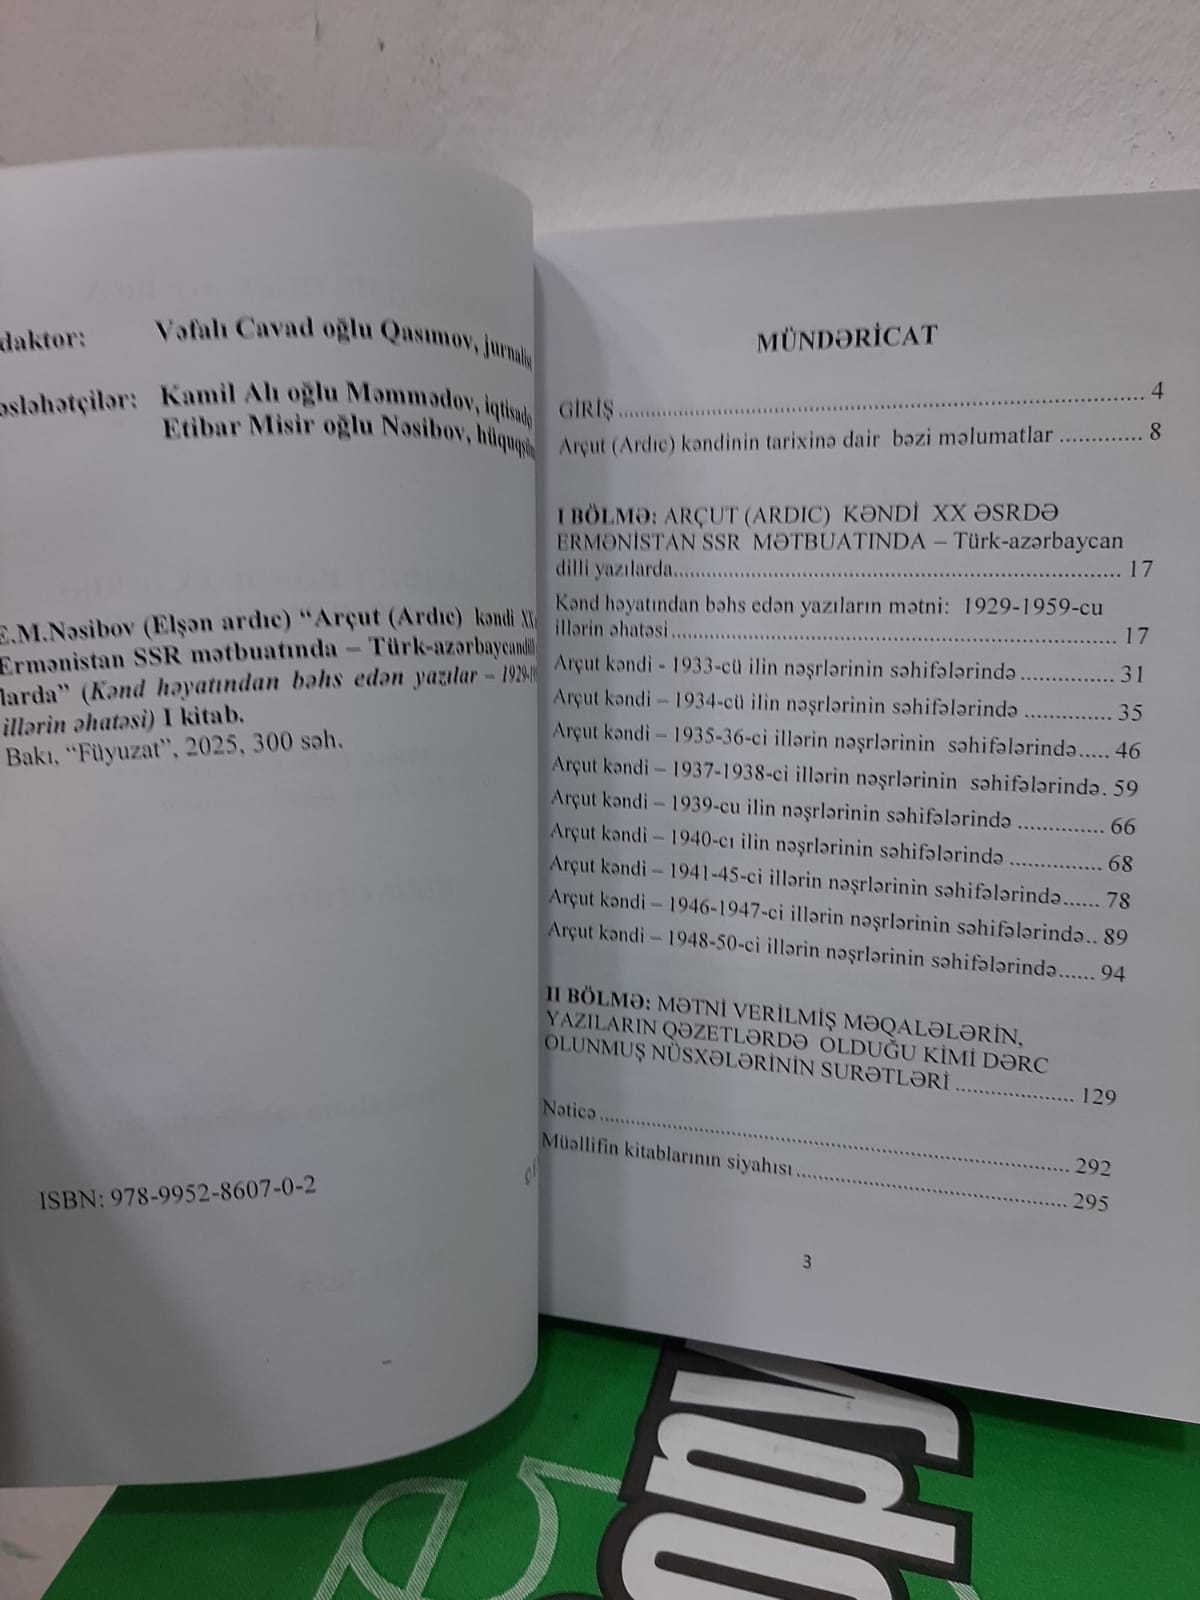 daktor: Vəfalı Cavad oğlu Qasımov,
əsləhətçilər: Kamil Alı oğlu Məmmədov,
Etibar Misir oğlu Nəsibov,
E.M.Nəsibov (Elşən ardıc) “Arçut (Ardıc) kəndi XX
Ermənistan SSR mətbuatında – Türk-azərbaycandill
larda” (Kənd həyatından bəhs edən yazılar –
illərin əhatəsi) I kitab.
Bakı, “Füyuzat”, 2025, 300 səh.
ISBN: 978-9952-8607-0-2
MÜNDƏRİCAT
GİRİŞ ........ 4
Arçut (Ardıc) kəndinin tarixinə dair bəzi məlumatlar ............. 8
I BÖLMƏ: ARÇUT (ARDIC) KƏNDİ XX ƏSRDƏ
ERMƏNİSTAN SSR MƏTBUATINDA – Türk-azərbaycan
dilli yazılarda........ 17
Kənd həyatından bəhs edən yazıların mətni: 1929-1959-cu
illərin əhatəsi ........ 17
Arçut kəndi - 1933-cü ilin nəşrlərinin səhifələrində ............... 31
Arçut kəndi – 1934-cü ilin nəşrlərinin səhifələrində .............. 35
Arçut kəndi – 1935-36-ci illərin nəşrlərinin səhifələrində..... 46
Arçut kəndi – 1937-1938-ci illərin nəşrlərinin səhifələrində. 59
Arçut kəndi – 1939-cu ilin nəşrlərinin səhifələrində .............. 66
Arçut kəndi – 1940-cı ilin nəşrlərinin səhifələrində ............... 68
Arçut kəndi – 1941-45-ci illərin nəşrlərinin səhifələrində...... 78
Arçut kəndi – 1946-1947-ci illərin nəşrlərinin səhifələrində.. 89
Arçut kəndi – 1948-50-ci illərin nəşrlərinin səhifələrində...... 94
II BÖLMƏ: MƏTNİ VERİLMİŞ MƏQALƏLƏRİN,
YAZILARIN QƏZETLƏRDƏ OLDUĞU KİMİ DƏRC
OLUNMUŞ NÜSXƏLƏRİNİN SURƏTLƏRİ .................... 129
Nəticə ........ 292
Müəllifin kitablarının siyahısı ........ 295
3